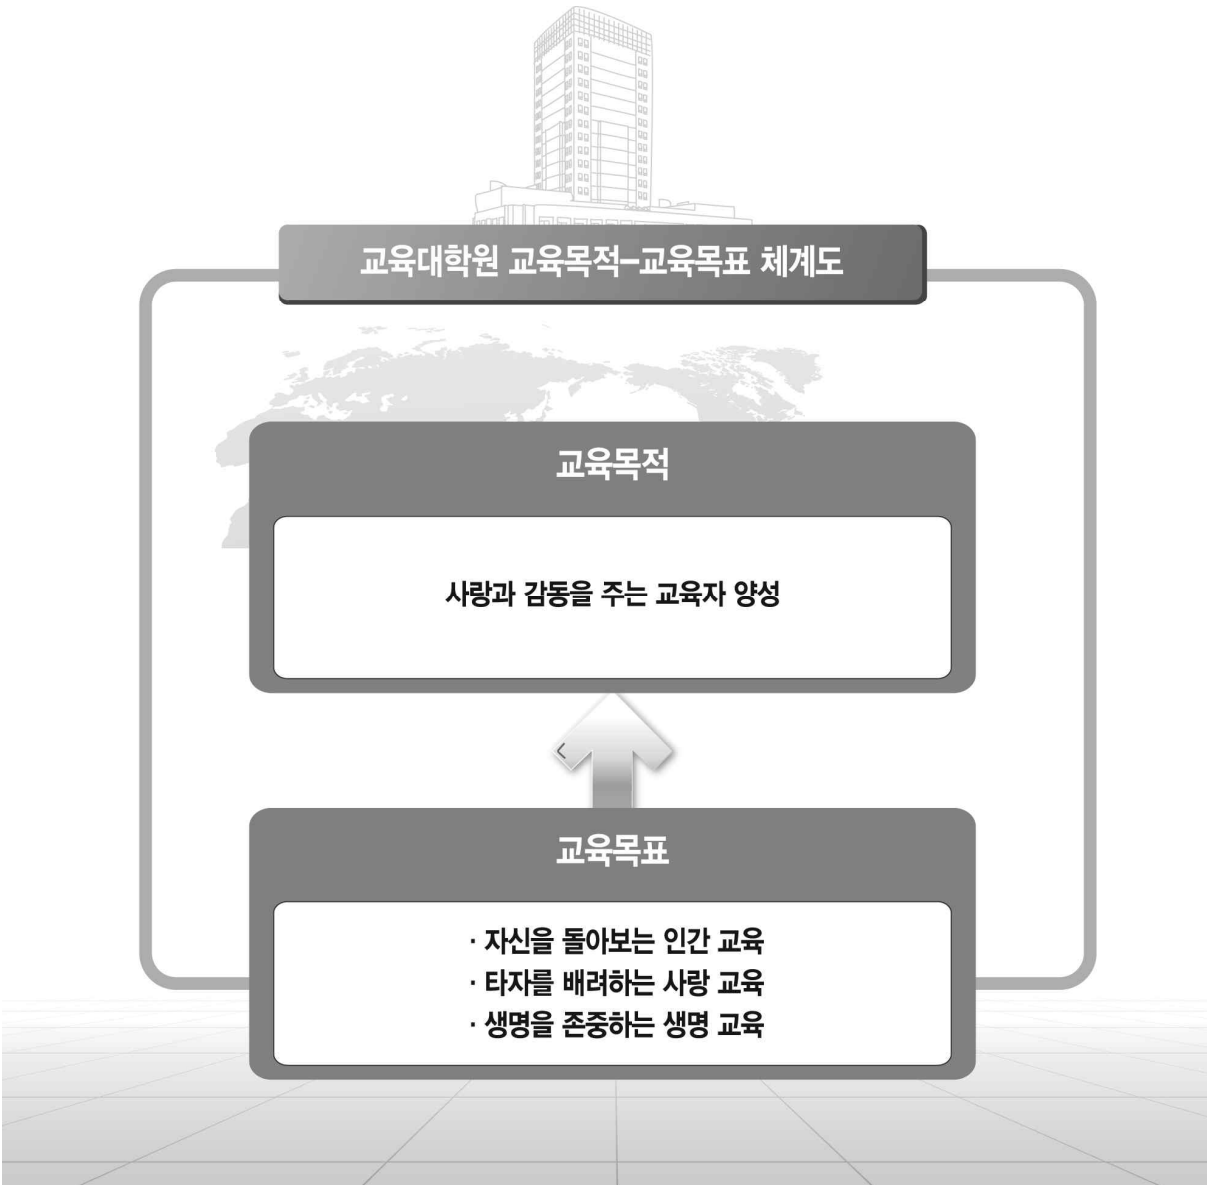 교육대학원 교육목적-교육목표 체계도
교육목적
사랑과 감동을 주는 교육자 양성
교육목표
· 자신을 돌아보는 인간 교육
· 타자를 배려하는 사랑 교육
· 생명을 존중하는 생명 교육